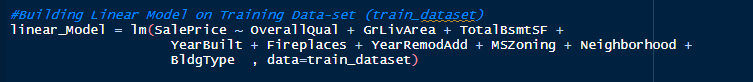 #Building Linear Model on Training Data-set (train_dataset)
linear_Model = lm(SalePrice ~ OverallQual + GrLivArea + TotalBsmtSF +
YearBuilt + Fireplaces + YearRemodAdd + MSZoning + Neighborhood +
BldgType , data=train_dataset)